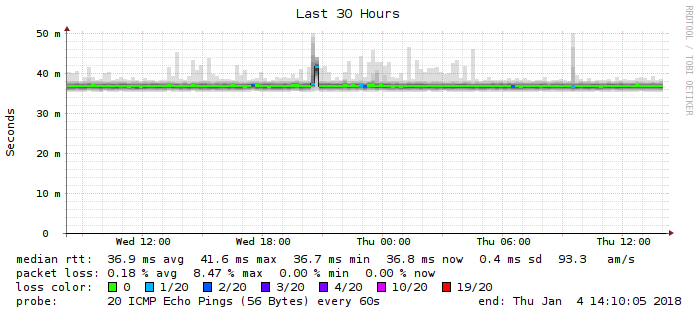 Last 30 Hours
RRDTOOL / TOBI OETIKER
Seconds
50 m
40 m
30 m
20 m
10 m
0
Wed 12:00 Wed 18:00 Thu 00:00 Thu 06:00 Thu 12:00
median rtt: 36.9 ms avg 41.6 ms max 36.7 ms min 36.8 ms now 0.4 ms sd 93.3 am/s
packet loss: 0.18 % avg 8.47 % max 0.00 % min 0.00 % now
loss color: 0 1/20 2/20 3/20 4/20 10/20 19/20
probe: 20 ICMP Echo Pings (56 Bytes) every 60s end: Thu Jan 4 14:10:05 2018